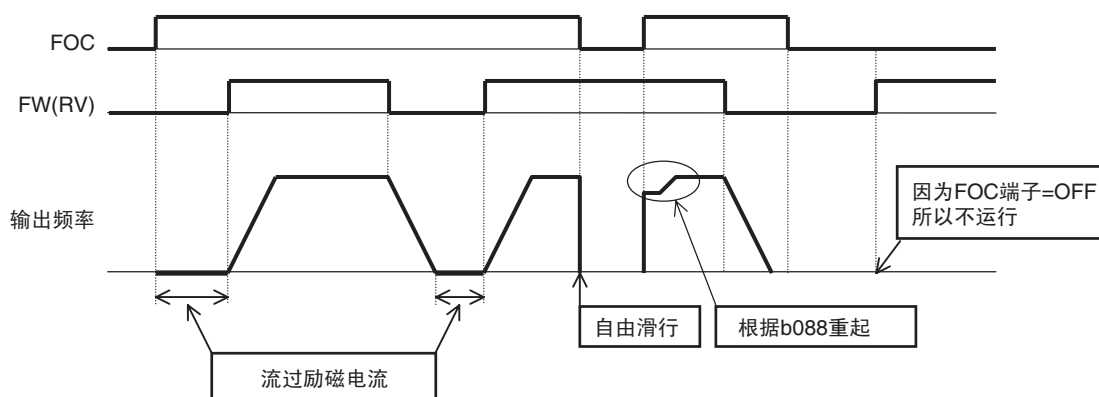 FOC
FW(RV)
输出频率
因为FOC端子=OFF
所以不运行
自由滑行
根据b088重起
流过励磁电流